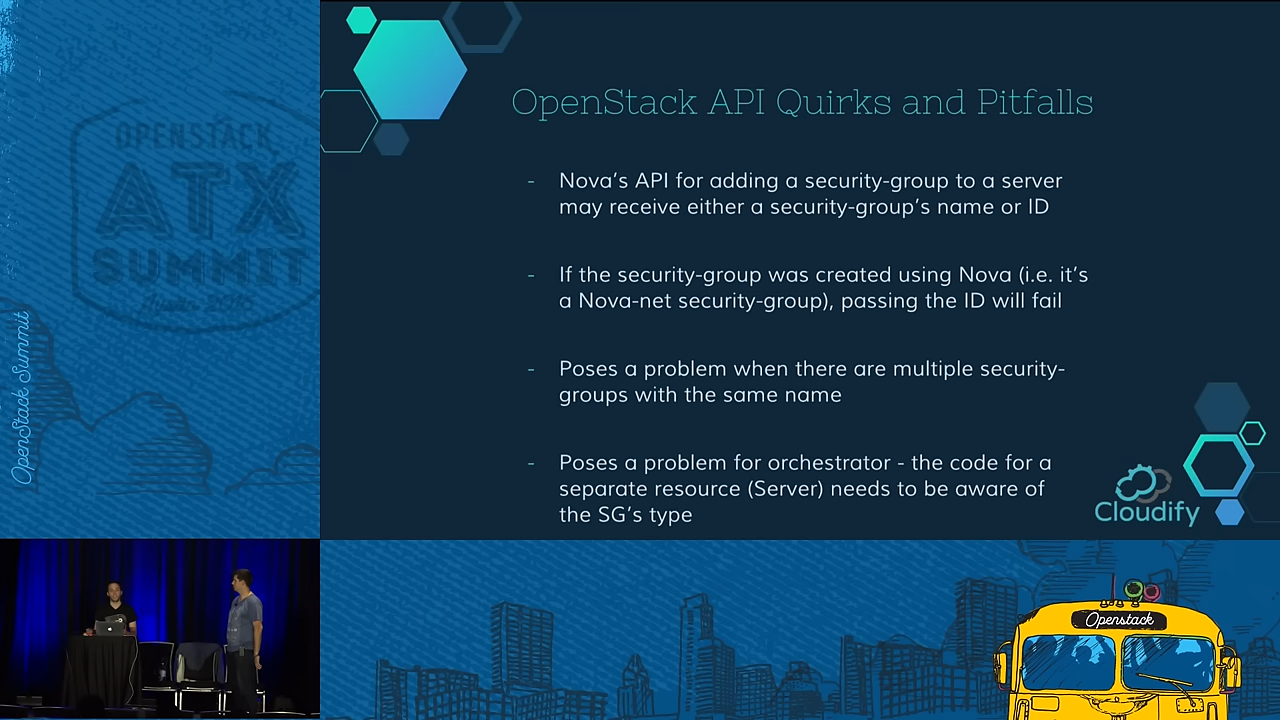 OPENSTACK
ATX
SUMMIT
OpenStack Summit
OpenStack API Quirks and Pitfalls
- Nova's API for adding a security-group to a server
may receive either a security-group's name or ID
- If the security-group was created using Nova (i.e. it's
a Nova-net security-group), passing the ID will fail
- Poses a problem when there are multiple security-
groups with the same name
- Poses a problem for orchestrator - the code for a
separate resource (Server) needs to be aware of
the SG's type
Cloudify
Openstack